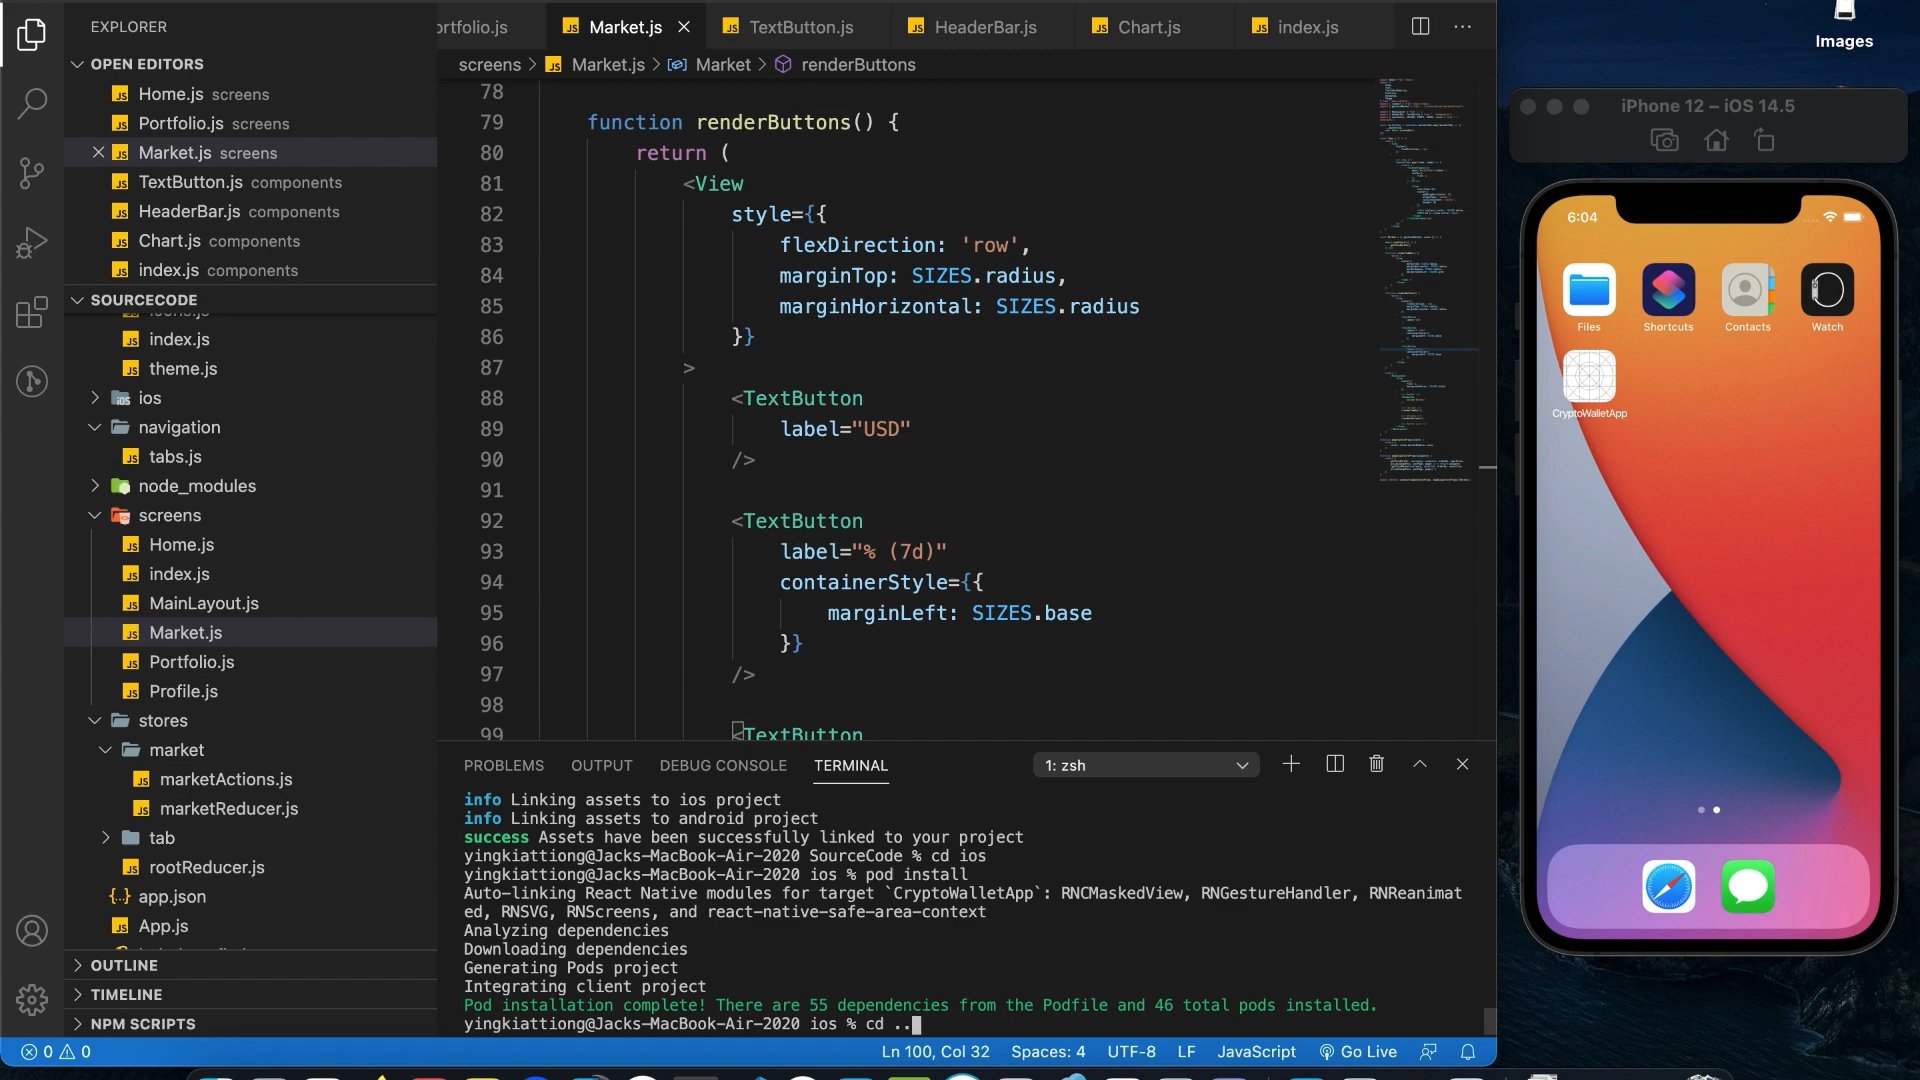 EXPLORER
OPEN EDITORS
Home.js screens
Portfolio.js screens
Market.js screens
TextButton.js components
HeaderBar.js components
Chart.js components
index.js components
SOURCECODE
index.js
theme.js
ios
navigation
tabs.js
node_modules
screens
Home.js
index.js
MainLayout.js
Market.js
Portfolio.js
Profile.js
stores
market
marketActions.js
marketReducer.js
tab
rootReducer.js
app.json
App.js
OUTLINE
TIMELINE
NPM SCRIPTS
ortfolio.js
Market.js
TextButton.js
HeaderBar.js
Chart.js
index.js
screens > Market.js > Market > renderButtons
78
79 function renderButtons() {
80 return (
81 <View
82 style={{
83 flexDirection: 'row',
84 marginTop: SIZES.radius,
85 marginHorizontal: SIZES.radius
86 }}
87 >
88 <TextButton
89 label="USD"
90 />
91
92 <TextButton
93 label="% (7d)"
94 containerStyle={{
95 marginLeft: SIZES.base
96 }}
97 />
98
99 <TextButton
PROBLEMS OUTPUT DEBUG CONSOLE TERMINAL
1: zsh
info Linking assets to ios project
info Linking assets to android project
success Assets have been successfully linked to your project
yingkiattiong@Jacks-MacBook-Air-2020 SourceCode % cd ios
yingkiattiong@Jacks-MacBook-Air-2020 ios % pod install
Auto-linking React Native modules for target `CryptoWalletApp`: RNCMaskedView, RNGestureHandler, RNReanimat
ed, RNSVG, RNScreens, and react-native-safe-area-context
Analyzing dependencies
Downloading dependencies
Generating Pods project
Integrating client project
Pod installation complete! There are 55 dependencies from the Podfile and 46 total pods installed.
yingkiattiong@Jacks-MacBook-Air-2020 ios % cd ..
0 0
Ln 100, Col 32 Spaces: 4 UTF-8 LF JavaScript Go Live
Images
iPhone 12 – iOS 14.5
6:04
Files
Shortcuts
Contacts
Watch
CryptoWalletApp